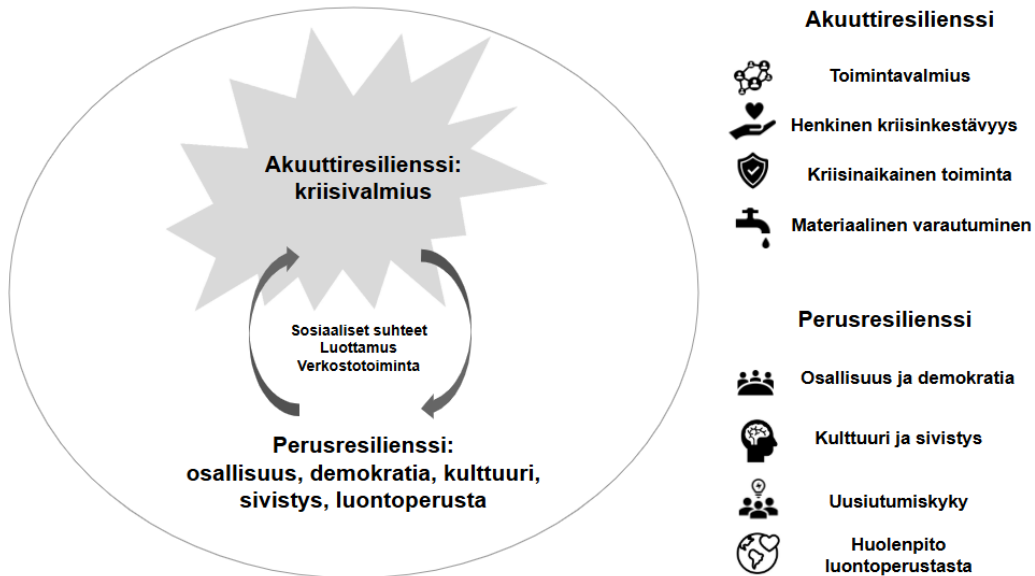 Akuuttiresilienssi:
kriisivalmius
Sosiaaliset suhteet
Luottamus
Verkostotoiminta
Perusresilienssi:
osallisuus, demokratia, kulttuuri,
sivistys, luontoperusta
Akuuttiresilienssi
Toimintavalmius
Henkinen kriisinkestävyys
Kriisinaikainen toiminta
Materiaalinen varautuminen
Perusresilienssi
Osallisuus ja demokratia
Kulttuuri ja sivistys
Uusiutumiskyky
Huolenpito
luontoperustasta